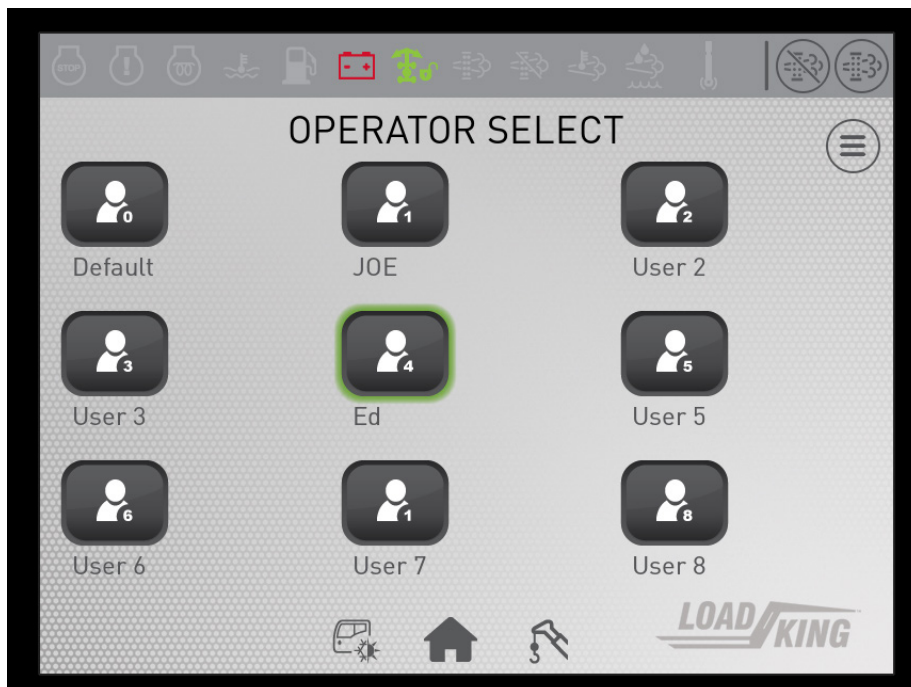 STOP
OPERATOR SELECT
0
1
2
Default
JOE
User 2
3
4
5
User 3
Ed
User 5
6
1
8
User 6
User 7
User 8
LOAD KING